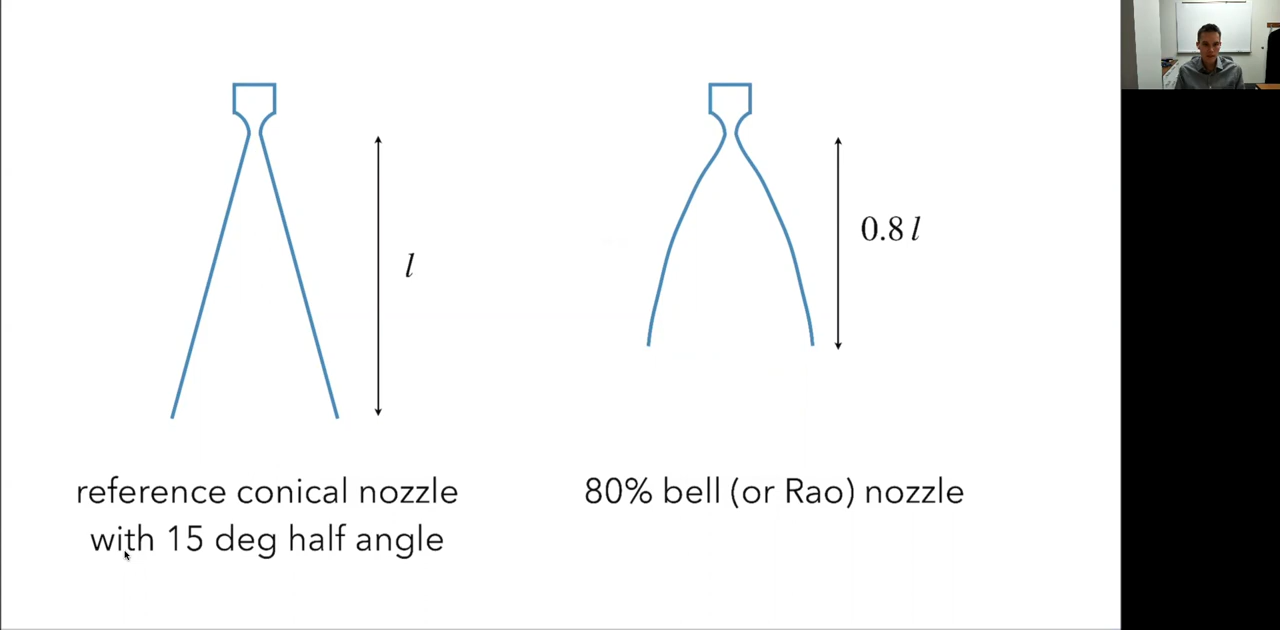 l
0.8 l
reference conical nozzle
with 15 deg half angle
80% bell (or Rao) nozzle